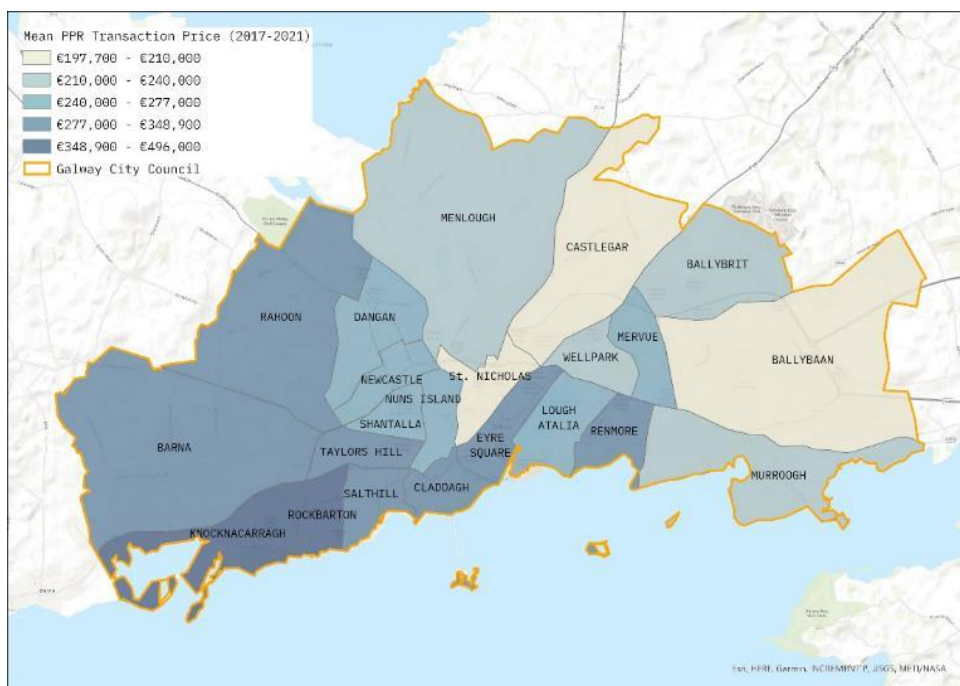 Mean PPR Transaction Price (2017-2021)
€197,700 - €210,000
€210,000 - €240,000
€240,000 - €277,000
€277,000 - €348,900
€348,900 - €496,000
Galway City Council
MENLOUGH
CASTLEGAR
BALLYBRIT
RAHOON
DANGAN
MERVUE
WELLPARK
BALLYBAAN
St. NICHOLAS
NEWCASTLE
NUNS ISLAND
SHANTALLA
LOUGH
ATALIA
EYRE
SQUARE
RENMORE
BARNA
TAYLORS HILL
MURROOGH
SALTHILL
CLADDAGH
ROCKBARTON
KNOCKNACARRAGH
Esri, HERE, Garmin, INCREMENT P, USGS, METI/NASA